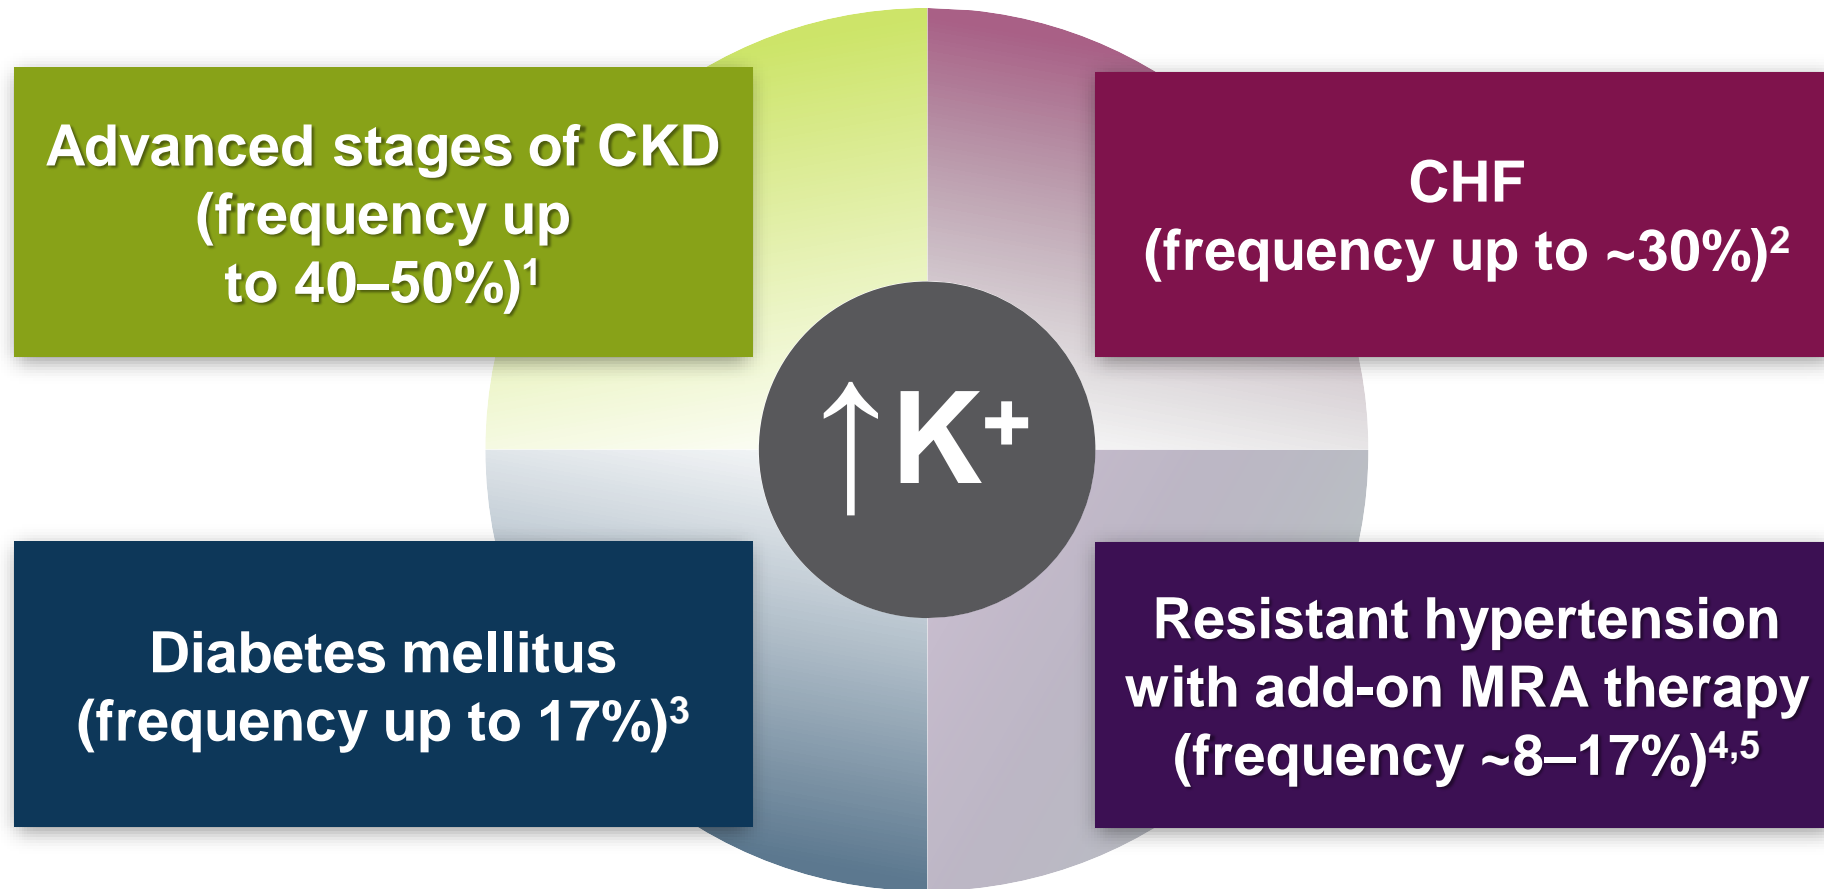 Advanced stages of CKD
(frequency up
to 40–50%)¹
CHF
(frequency up to ~30%)²
↑K⁺
Diabetes mellitus
(frequency up to 17%)³
Resistant hypertension
with add-on MRA therapy
(frequency ~8–17%)⁴,⁵